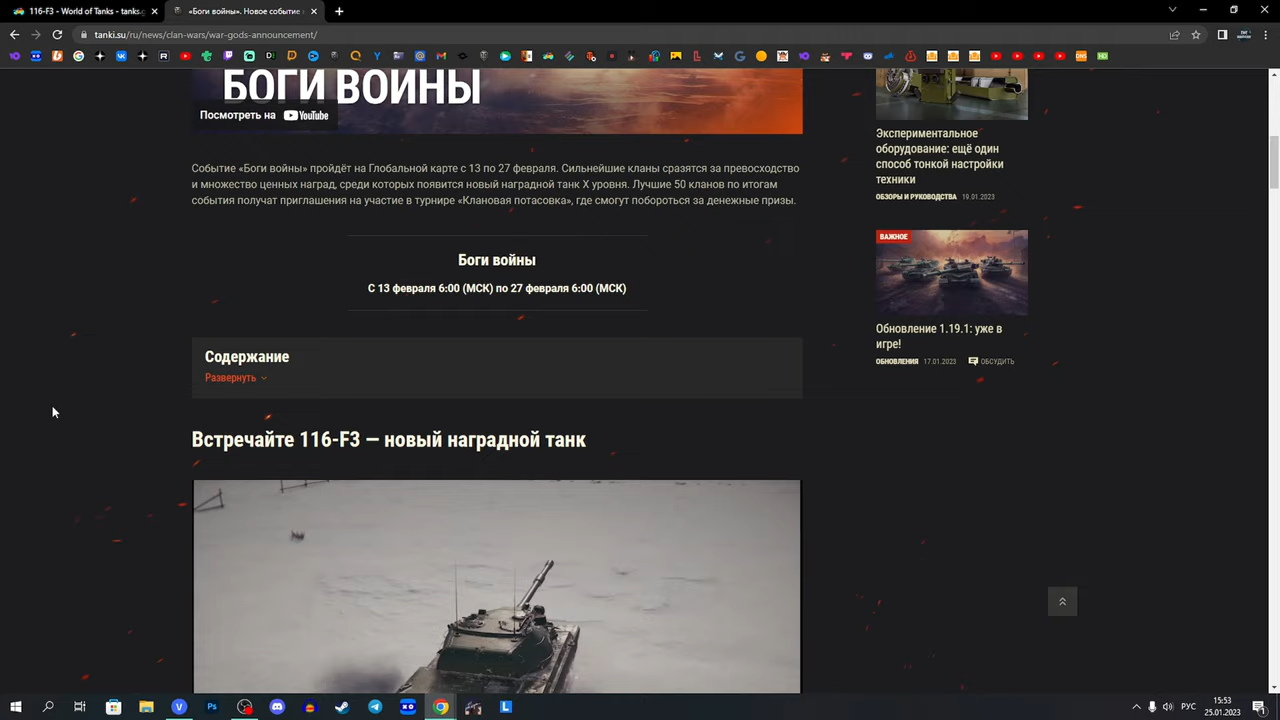 116-F3 - World of Tanks - tanks.g
«Боги войны». Новое событие
tanki.su/ru/news/clan-wars/war-gods-announcement/
БОГИ ВОЙНЫ
Посмотреть на YouTube
Событие «Боги войны» пройдёт на Глобальной карте с 13 по 27 февраля. Сильнейшие кланы сразятся за превосходство
и множество ценных наград, среди которых появится новый наградной танк X уровня. Лучшие 50 кланов по итогам
события получат приглашения на участие в турнире «Клановая потасовка», где смогут побороться за денежные призы.
Боги войны
С 13 февраля 6:00 (МСК) по 27 февраля 6:00 (МСК)
Содержание
Развернуть
Встречайте 116-F3 — новый наградной танк
Экспериментальное
оборудование: ещё один
способ тонкой настройки
техники
ОБЗОРЫ И РУКОВОДСТВА 19.01.2023
ВАЖНОЕ
Обновление 1.19.1: уже в
игре!
ОБНОВЛЕНИЯ 17.01.2023 ОБСУДИТЬ
РУС
15:53
25.01.2023